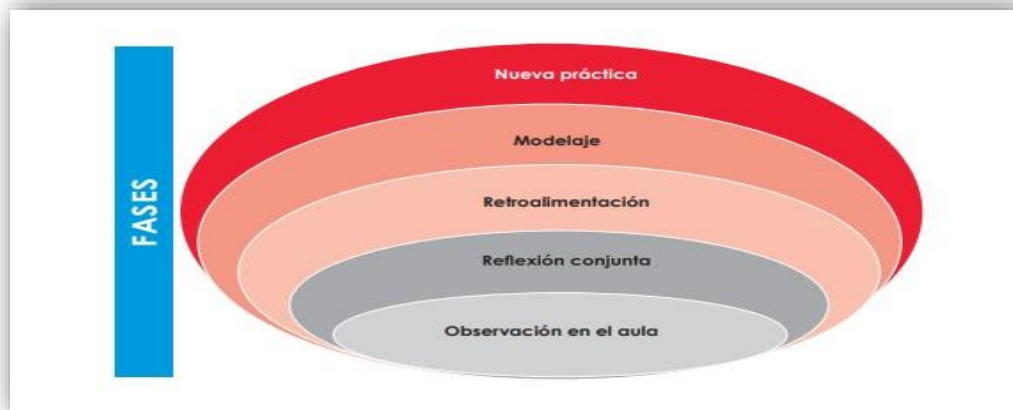 FASES
Nueva práctica
Modelaje
Retroalimentación
Reflexión conjunta
Observación en el aula